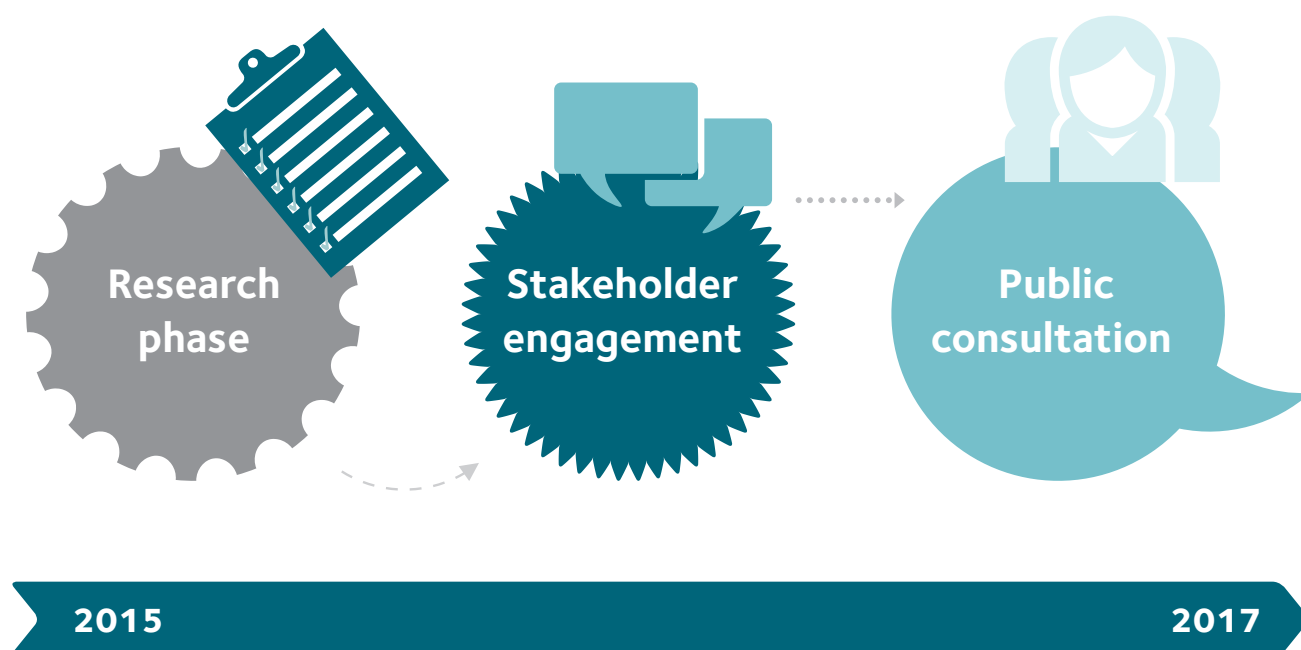 Research
phase
Stakeholder
engagement
Public
consultation
2015
2017